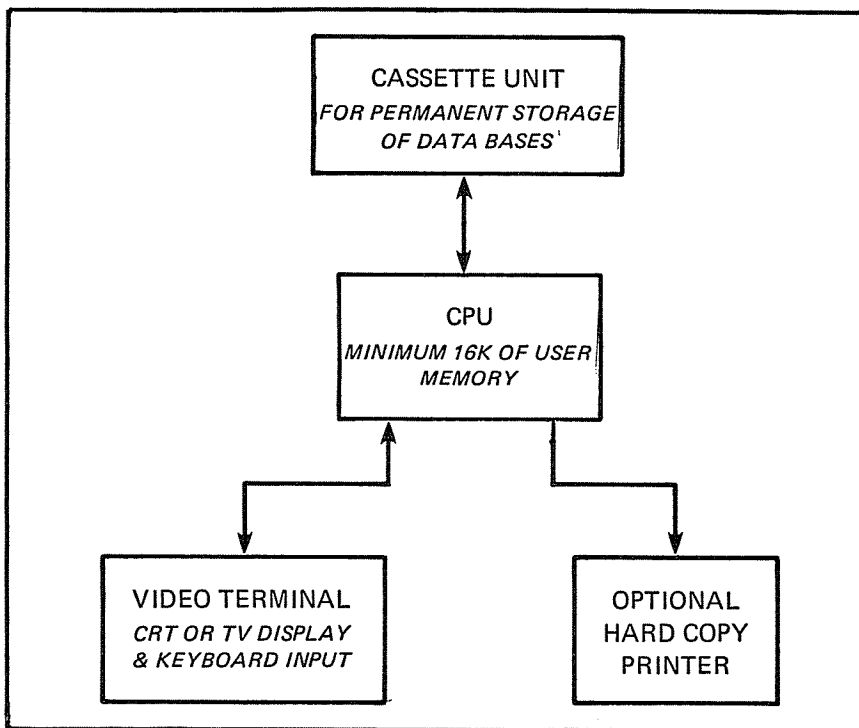 CASSETTE UNIT
FOR PERMANENT STORAGE
OF DATA BASES
CPU
MINIMUM 16K OF USER
MEMORY
VIDEO TERMINAL
CRT OR TV DISPLAY
& KEYBOARD INPUT
OPTIONAL
HARD COPY
PRINTER